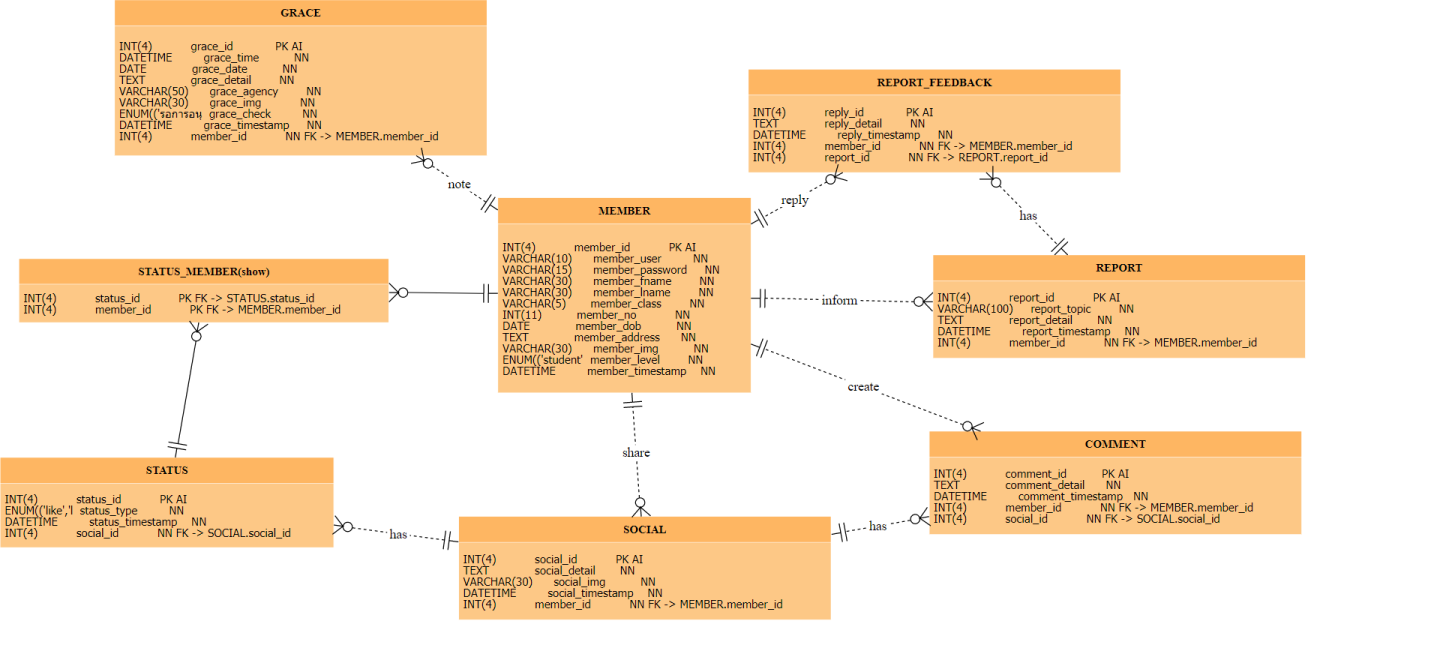 GRACE
INT(4) grace_id PK AI
DATETIME grace_time NN
DATE grace_date NN
TEXT grace_detail NN
VARCHAR(50) grace_agency NN
VARCHAR(30) grace_img NN
ENUM(('รอการอนุ grace_check NN
DATETIME grace_timestamp NN
INT(4) member_id NN FK -> MEMBER.member_id
REPORT_FEEDBACK
INT(4) reply_id PK AI
TEXT reply_detail NN
DATETIME reply_timestamp NN
INT(4) member_id NN FK -> MEMBER.member_id
INT(4) report_id NN FK -> REPORT.report_id
note
reply
has
MEMBER
INT(4) member_id PK AI
VARCHAR(10) member_user NN
VARCHAR(15) member_password NN
VARCHAR(30) member_fname NN
VARCHAR(30) member_lname NN
VARCHAR(5) member_class NN
INT(11) member_no NN
DATE member_dob NN
TEXT member_address NN
VARCHAR(30) member_img NN
ENUM(('student' member_level NN
DATETIME member_timestamp NN
STATUS_MEMBER(show)
INT(4) status_id PK FK -> STATUS.status_id
INT(4) member_id PK FK -> MEMBER.member_id
inform
REPORT
INT(4) report_id PK AI
VARCHAR(100) report_topic NN
TEXT report_detail NN
DATETIME report_timestamp NN
INT(4) member_id NN FK -> MEMBER.member_id
create
share
COMMENT
INT(4) comment_id PK AI
TEXT comment_detail NN
DATETIME comment_timestamp NN
INT(4) member_id NN FK -> MEMBER.member_id
INT(4) social_id NN FK -> SOCIAL.social_id
STATUS
INT(4) status_id PK AI
ENUM(('like','l status_type NN
DATETIME status_timestamp NN
INT(4) social_id NN FK -> SOCIAL.social_id
has
has
SOCIAL
INT(4) social_id PK AI
TEXT social_detail NN
VARCHAR(30) social_img NN
DATETIME social_timestamp NN
INT(4) member_id NN FK -> MEMBER.member_id